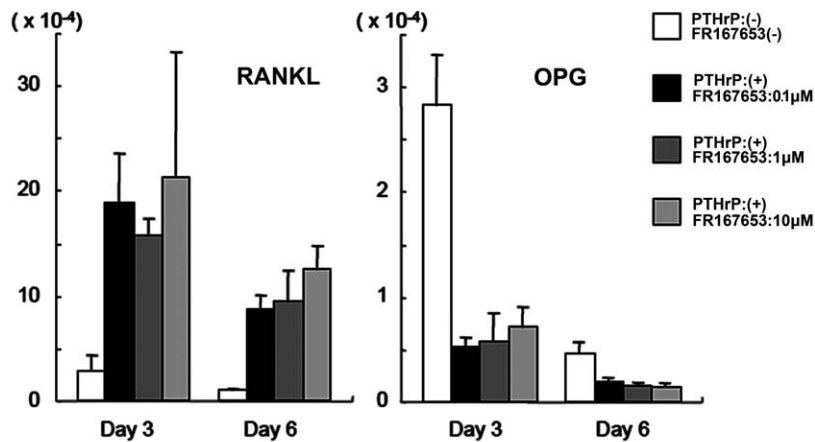 ( x 10-4)
RANKL
30
20
10
0
Day 3
Day 6
( x 10-4)
OPG
3
2
1
0
Day 3
Day 6
PTHrP:(-)
FR167653(-)
PTHrP:(+)
FR167653:0.1μM
PTHrP:(+)
FR167653:1μM
PTHrP:(+)
FR167653:10μM